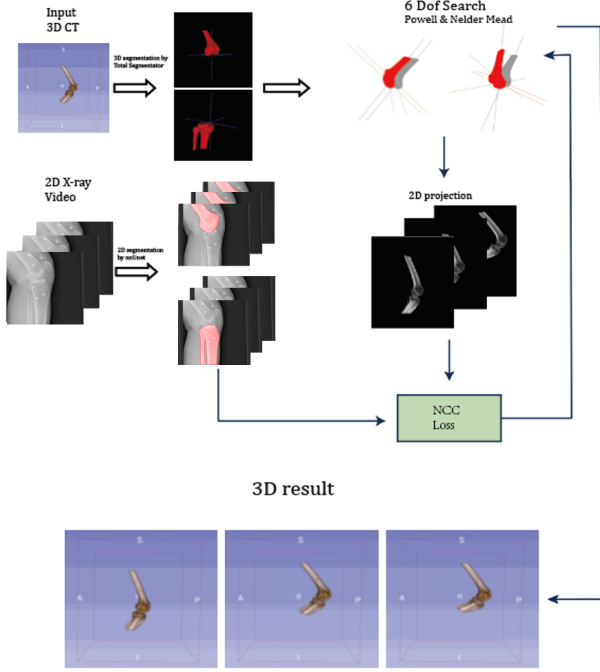 Input
3D CT
3D segmentation by
Total Segmentator
6 Dof Search
Powell & Nelder Mead
S
A
R
P
I
2D X-ray
Video
2D segmentation
by nnUnet
2D projection
NCC
Loss
3D result
S
A
P
I
S
A
R
P
I
S
A
R
P
I